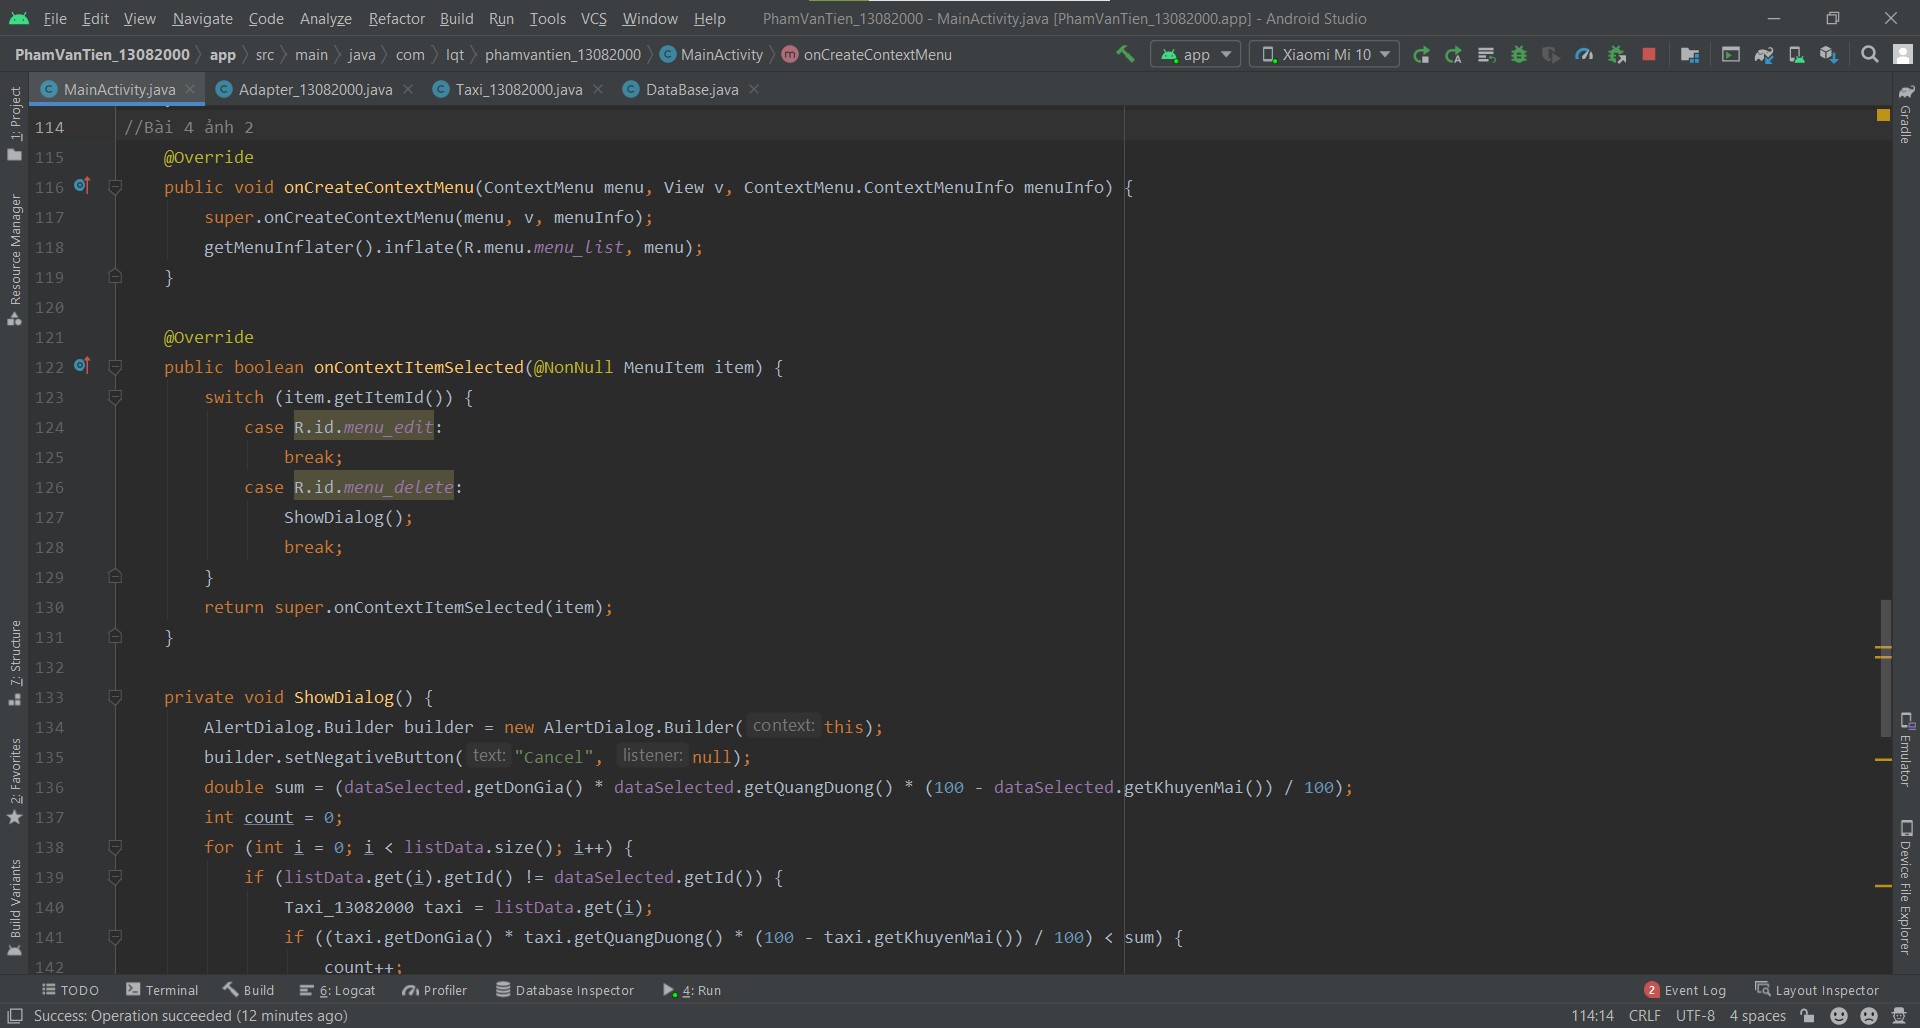 File Edit View Navigate Code Analyze Refactor Build Run Tools VCS Window Help PhamVanTien_13082000 - MainActivity.java [PhamVanTien_13082000.app] - Android Studio
PhamVanTien_13082000 app src main java com lqt phamvantien_13082000 MainActivity onCreateContextMenu app Xiaomi Mi 10
MainActivity.java Adapter_13082000.java Taxi_13082000.java DataBase.java
1: Project
Resource Manager
7: Structure
2: Favorites
Build Variants
114 //Bài 4 ảnh 2
115 @Override
116 public void onCreateContextMenu(ContextMenu menu, View v, ContextMenu.ContextMenuInfo menuInfo) {
117 super.onCreateContextMenu(menu, v, menuInfo);
118 getMenuInflater().inflate(R.menu.menu_list, menu);
119 }
120
121 @Override
122 public boolean onContextItemSelected(@NonNull MenuItem item) {
123 switch (item.getItemId()) {
124 case R.id.menu_edit:
125 break;
126 case R.id.menu_delete:
127 ShowDialog();
128 break;
129 }
130 return super.onContextItemSelected(item);
131 }
132
133 private void ShowDialog() {
134 AlertDialog.Builder builder = new AlertDialog.Builder( context: this);
135 builder.setNegativeButton( text: "Cancel", listener: null);
136 double sum = (dataSelected.getDonGia() * dataSelected.getQuangDuong() * (100 - dataSelected.getKhuyenMai()) / 100);
137 int count = 0;
138 for (int i = 0; i < listData.size(); i++) {
139 if (listData.get(i).getId() != dataSelected.getId()) {
140 Taxi_13082000 taxi = listData.get(i);
141 if ((taxi.getDonGia() * taxi.getQuangDuong() * (100 - taxi.getKhuyenMai()) / 100) < sum) {
142 count++;
Gradle
Emulator
Device File Explorer
TODO Terminal Build 6: Logcat Profiler Database Inspector 4: Run 2 Event Log Layout Inspector
Success: Operation succeeded (12 minutes ago) 114:14 CRLF UTF-8 4 spaces